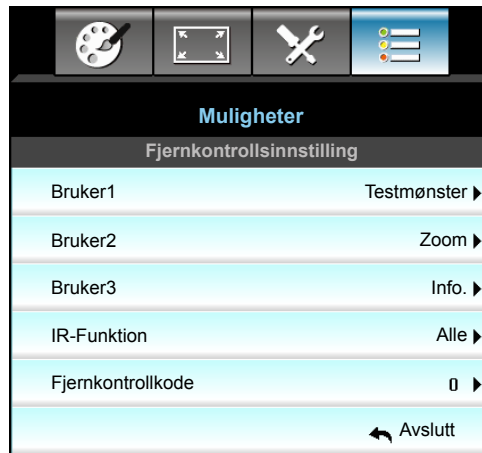 Muligheter
Fjernkontrollsinnstilling
Bruker1 Testmønster
Bruker2 Zoom
Bruker3 Info.
IR-Funktion Alle
Fjernkontrollkode 0
Avslutt